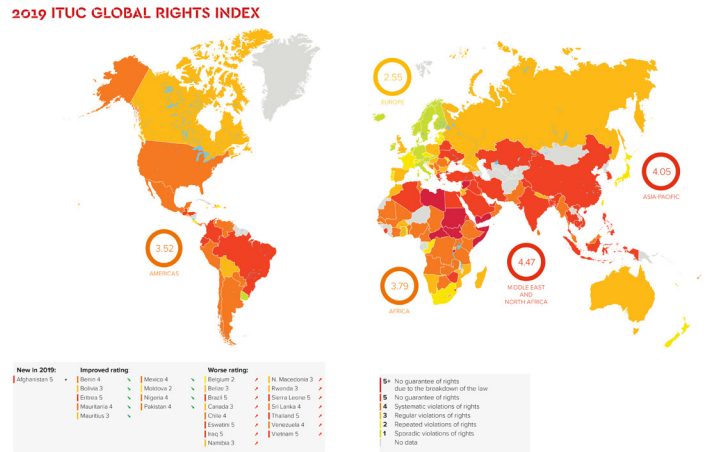 2019 ITUC GLOBAL RIGHTS INDEX
2.55
EUROPE
4.05
ASIA-PACIFIC
3.52
AMERICAS
4.47
MIDDLE EAST
AND
NORTH AFRICA
3.79
AFRICA
New in 2019:
Afghanistan 5 +
Improved rating
Benin 4
Bolivia 3
Eritrea 5
Mauritania 4
Mauritius 3
Mexico 4
Moldova 2
Nigeria 4
Pakistan 4
Worse rating:
Belgium 2
Belize 3
Brazil 5
Canada 3
Chile 4
Eswatini 5
Iraq 5
Namibia 3
N. Macedonia 3
Rwanda 3
Sierra Leone 5
Sri Lanka 4
Thailand 5
Venezuela 4
Vietnam 5
5+ No guarantee of rights
due to the breakdown of the law
5 No guarantee of rights
4 Systematic violations of rights
3 Regular violations of rights
2 Repeated violations of rights
1 Sporadic violations of rights
No data